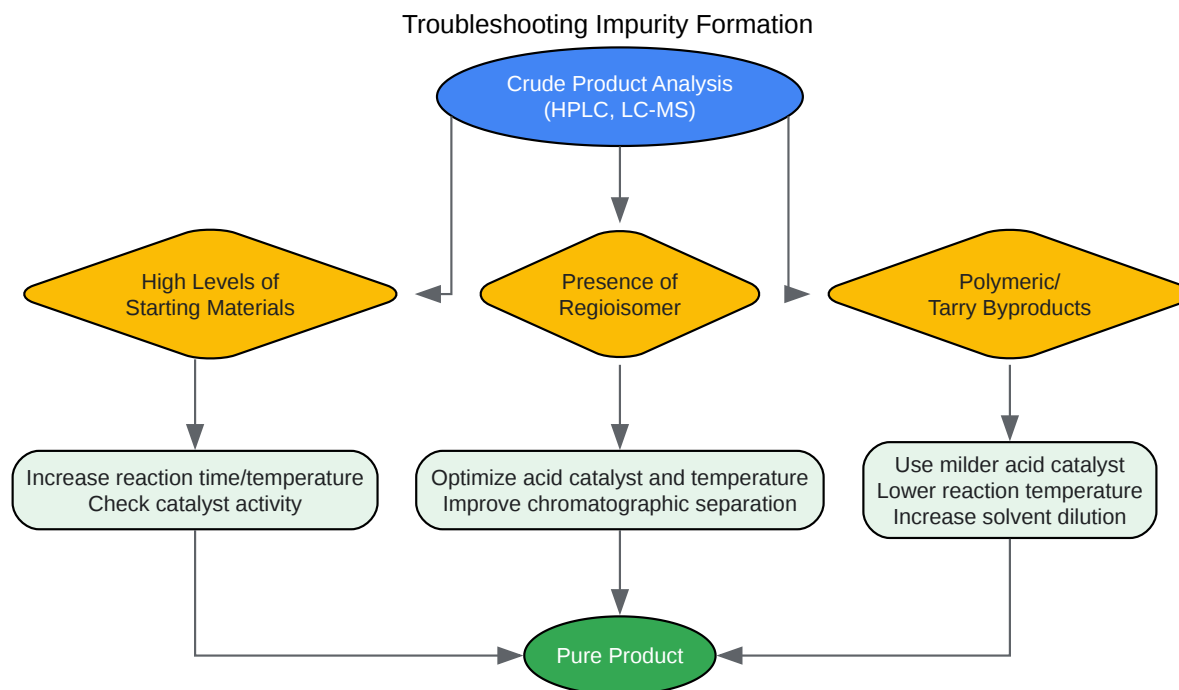 Troubleshooting Impurity Formation
Crude Product Analysis
(HPLC, LC-MS)
High Levels of
Starting Materials
Presence of
Regioisomer
Polymeric/
Tarry Byproducts
Increase reaction time/temperature
Check catalyst activity
Optimize acid catalyst and temperature
Improve chromatographic separation
Use milder acid catalyst
Lower reaction temperature
Increase solvent dilution
Pure Product